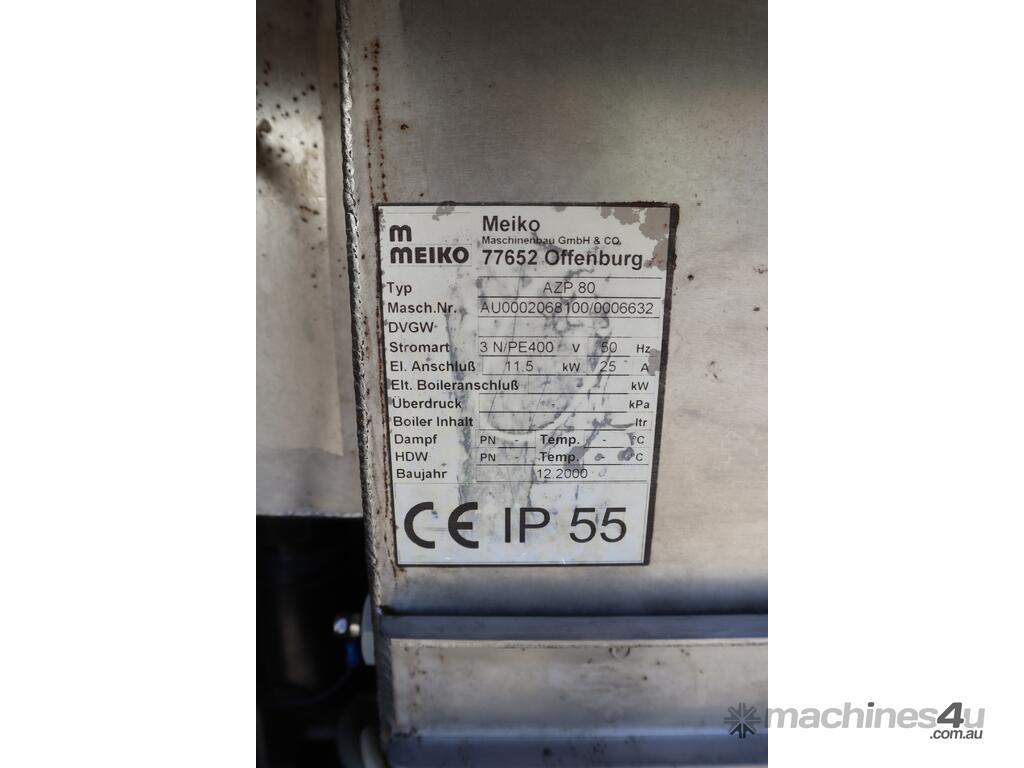 m
MEIKO
Meiko
Maschinenbau GmbH & CO.
77652 Offenburg
Typ AZP 80
Masch.Nr. AU0002068100/0006632
DVGW
Stromart 3 N/PE400 V 50 Hz
El. Anschluß 11.5 kW 25 A
Elt. Boileranschluß kW
Überdruck - kPa
Boiler Inhalt ltr
Dampf PN - Temp. - °C
HDW PN - Temp. - °C
Baujahr 12.2000
CE IP 55
machines4u
.com.au